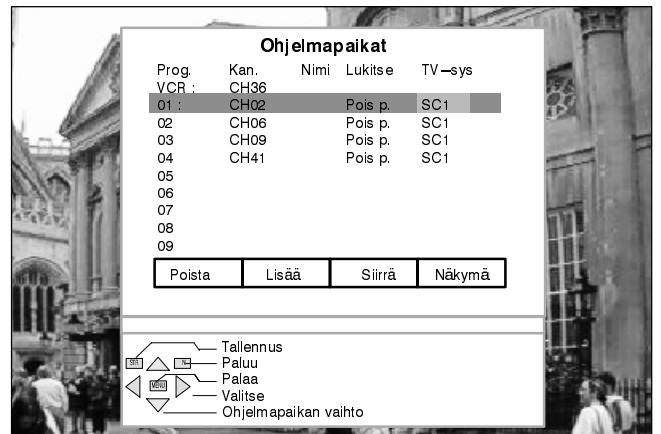 Ohjelmapaikat
Prog. Kan. Nimi Lukitse TV–sys
VCR : CH36
01 : CH02 Pois p. SC1
02 CH06 Pois p. SC1
03 CH09 Pois p. SC1
04 CH41 Pois p. SC1
05
06
07
08
09
Poista Lisää Siirrä Näkymä
Tallennus
STR N Paluu
MENU Palaa
Valitse
Ohjelmapaikan vaihto